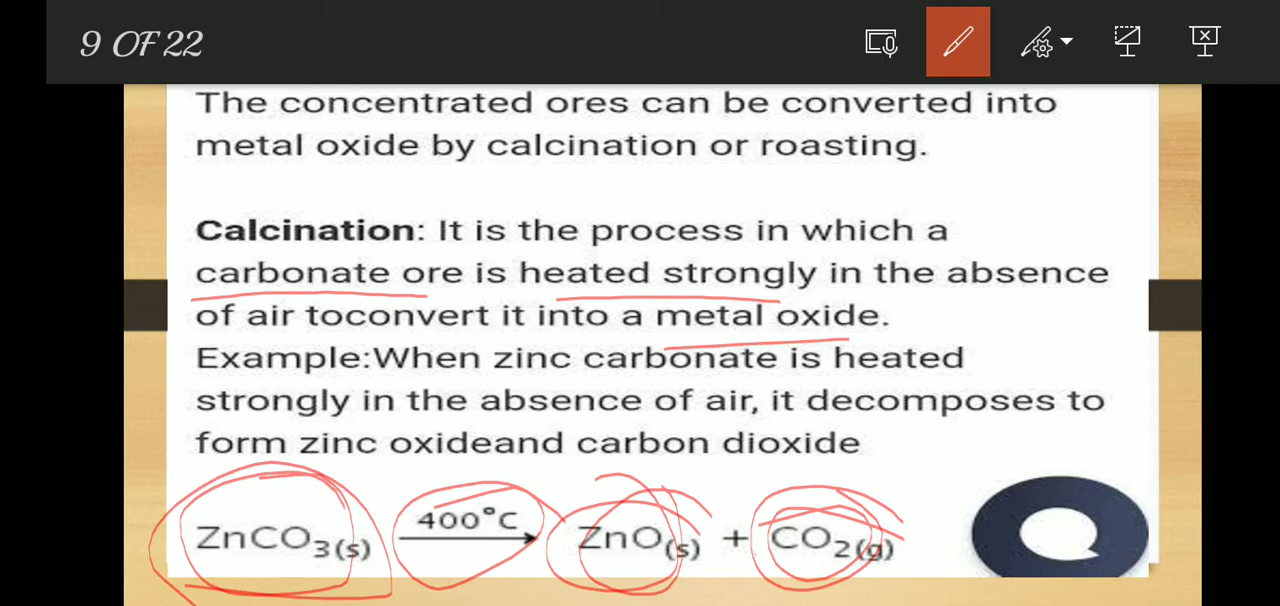 9 OF 22
The concentrated ores can be converted into
metal oxide by calcination or roasting.
Calcination: It is the process in which a
carbonate ore is heated strongly in the absence
of air toconvert it into a metal oxide.
Example:When zinc carbonate is heated
strongly in the absence of air, it decomposes to
form zinc oxideand carbon dioxide
ZnCO₃(s) 400°C → ZnO(s) + CO₂(g)